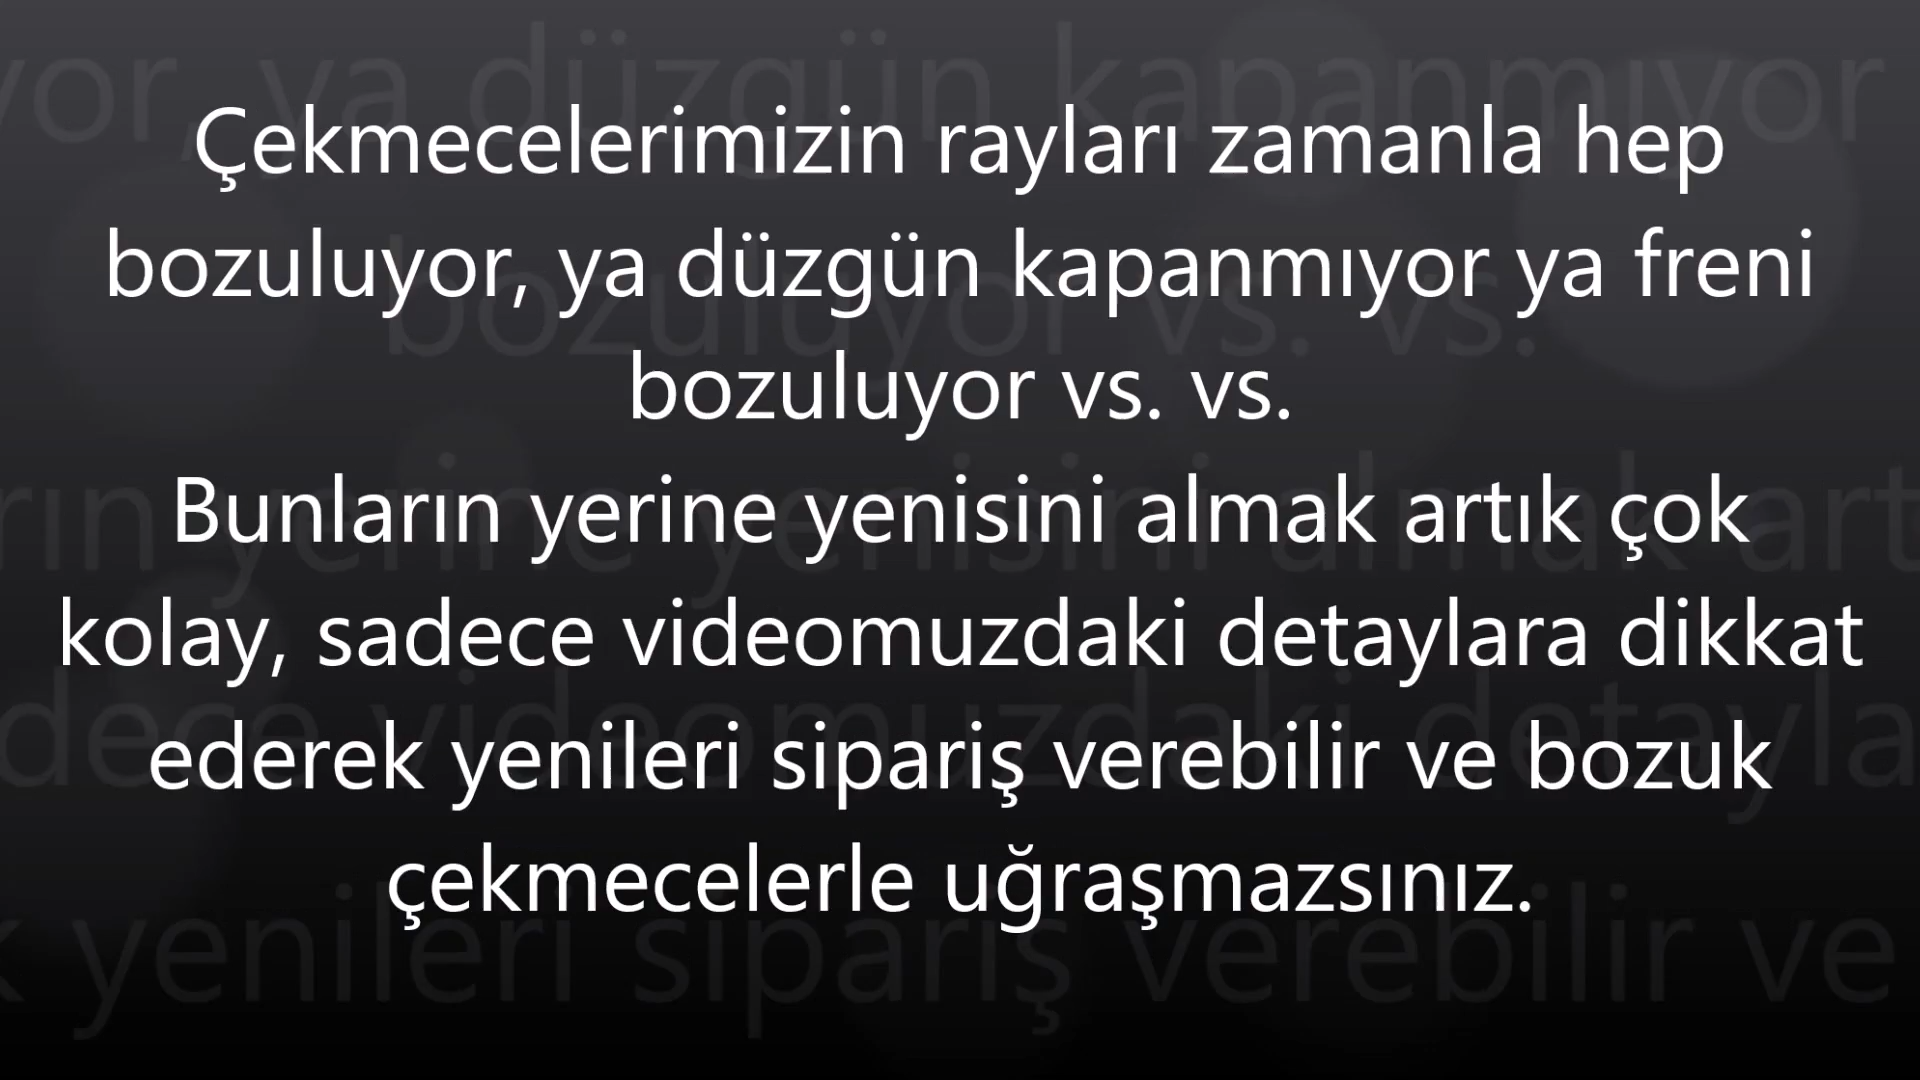 Çekmecelerimizin rayları zamanla hep
bozuluyor, ya düzgün kapanmıyor ya freni
bozuluyor vs. vs.
Bunların yerine yenisini almak artık çok
kolay, sadece videomuzdaki detaylara dikkat
ederek yenileri sipariş verebilir ve bozuk
çekmecelerle uğraşmazsınız.